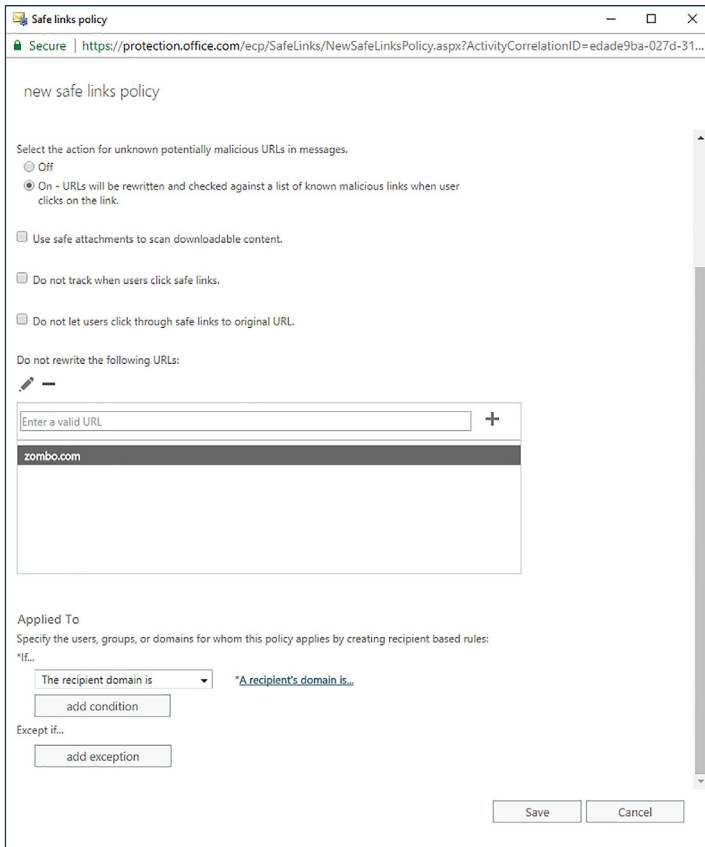 Safe links policy
Secure | https://protection.office.com/ecp/SafeLinks/NewSafeLinksPolicy.aspx?ActivityCorrelationID=edade9ba-027d-31...
new safe links policy
Select the action for unknown potentially malicious URLs in messages.
Off
On - URLs will be rewritten and checked against a list of known malicious links when user
clicks on the link.
Use safe attachments to scan downloadable content.
Do not track when users click safe links.
Do not let users click through safe links to original URL.
Do not rewrite the following URLs:
Enter a valid URL
zombo.com
Applied To
Specify the users, groups, or domains for whom this policy applies by creating recipient based rules:
*If...
The recipient domain is *A recipient's domain is...
add condition
Except if...
add exception
Save Cancel